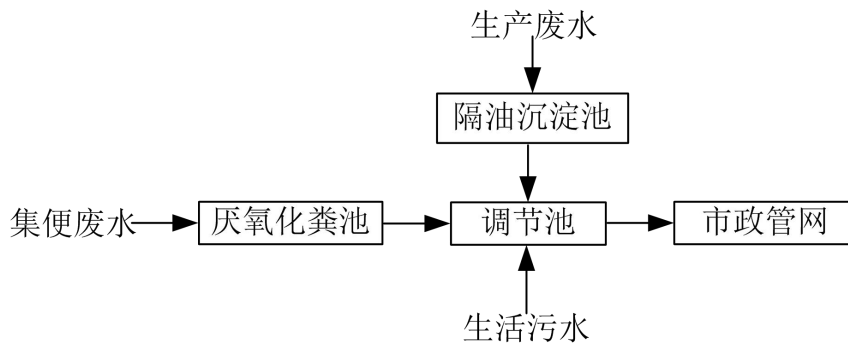 生产废水
隔油沉淀池
集便废水
厌氧化粪池
调节池
市政管网
生活污水